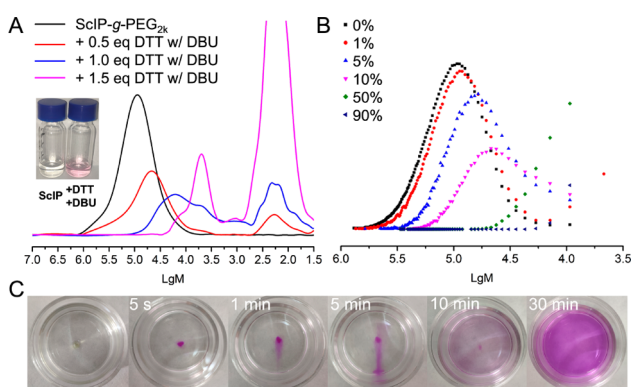 A
ScIP-g-PEG2k
+ 0.5 eq DTT w/ DBU
+ 1.0 eq DTT w/ DBU
+ 1.5 eq DTT w/ DBU
ScIP +DTT
+DBU
7.0 6.5 6.0 5.5 5.0 4.5 4.0 3.5 3.0 2.5 2.0 1.5
LgM
B
0%
1%
5%
10%
50%
90%
6.0 5.5 5.0 4.5 4.0 3.5
LgM
C
5 s
1 min
5 min
10 min
30 min